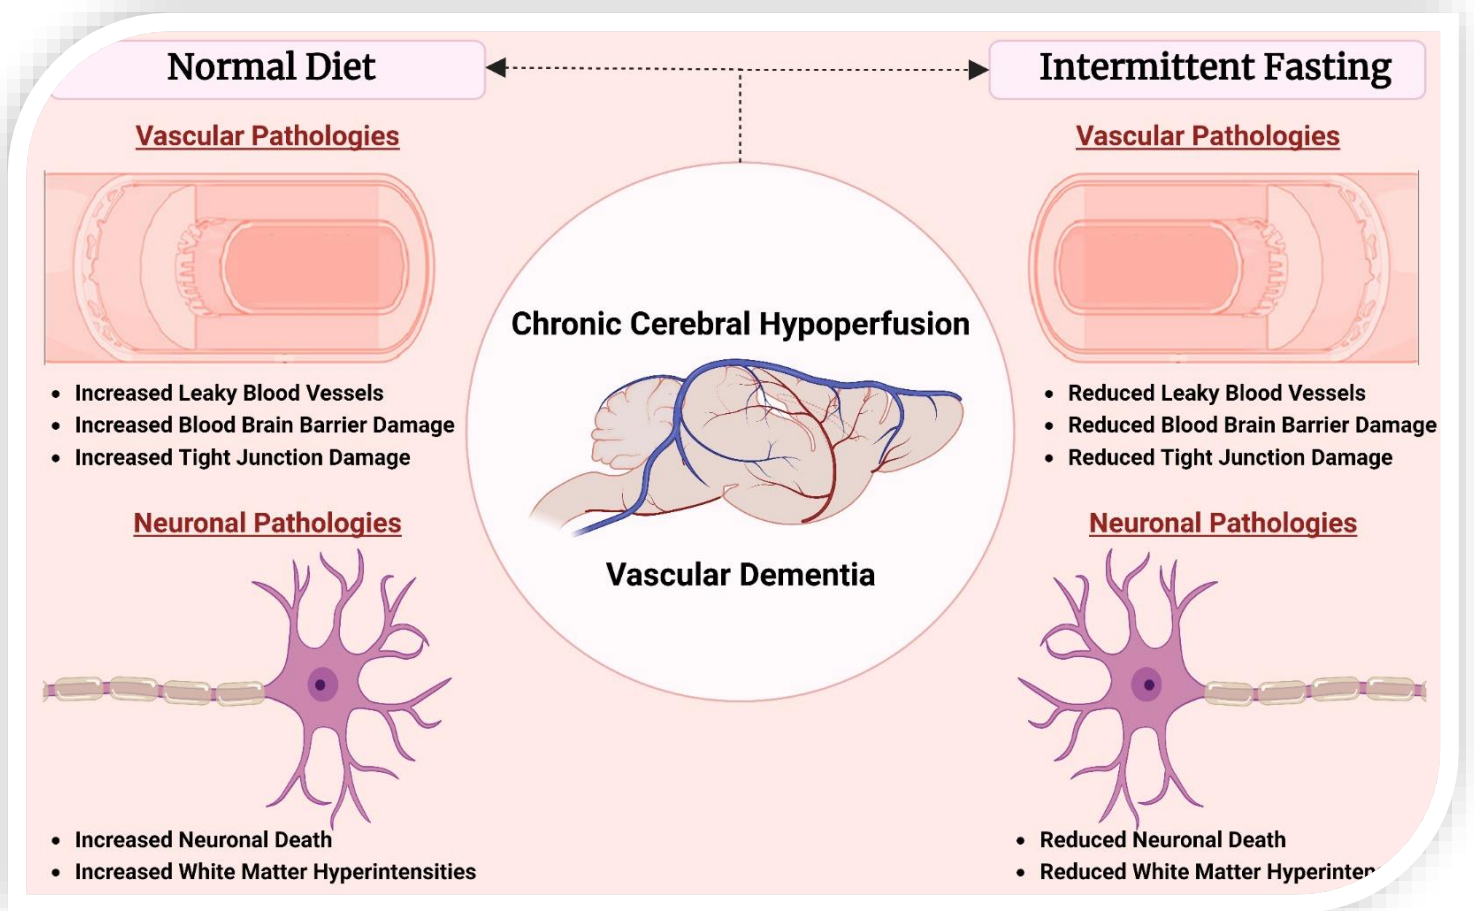 Normal Diet
Intermittent Fasting
Vascular Pathologies
• Increased Leaky Blood Vessels
• Increased Blood Brain Barrier Damage
• Increased Tight Junction Damage
Neuronal Pathologies
• Increased Neuronal Death
• Increased White Matter Hyperintensities
Chronic Cerebral Hypoperfusion
Vascular Dementia
Vascular Pathologies
• Reduced Leaky Blood Vessels
• Reduced Blood Brain Barrier Damage
• Reduced Tight Junction Damage
Neuronal Pathologies
• Reduced Neuronal Death
• Reduced White Matter